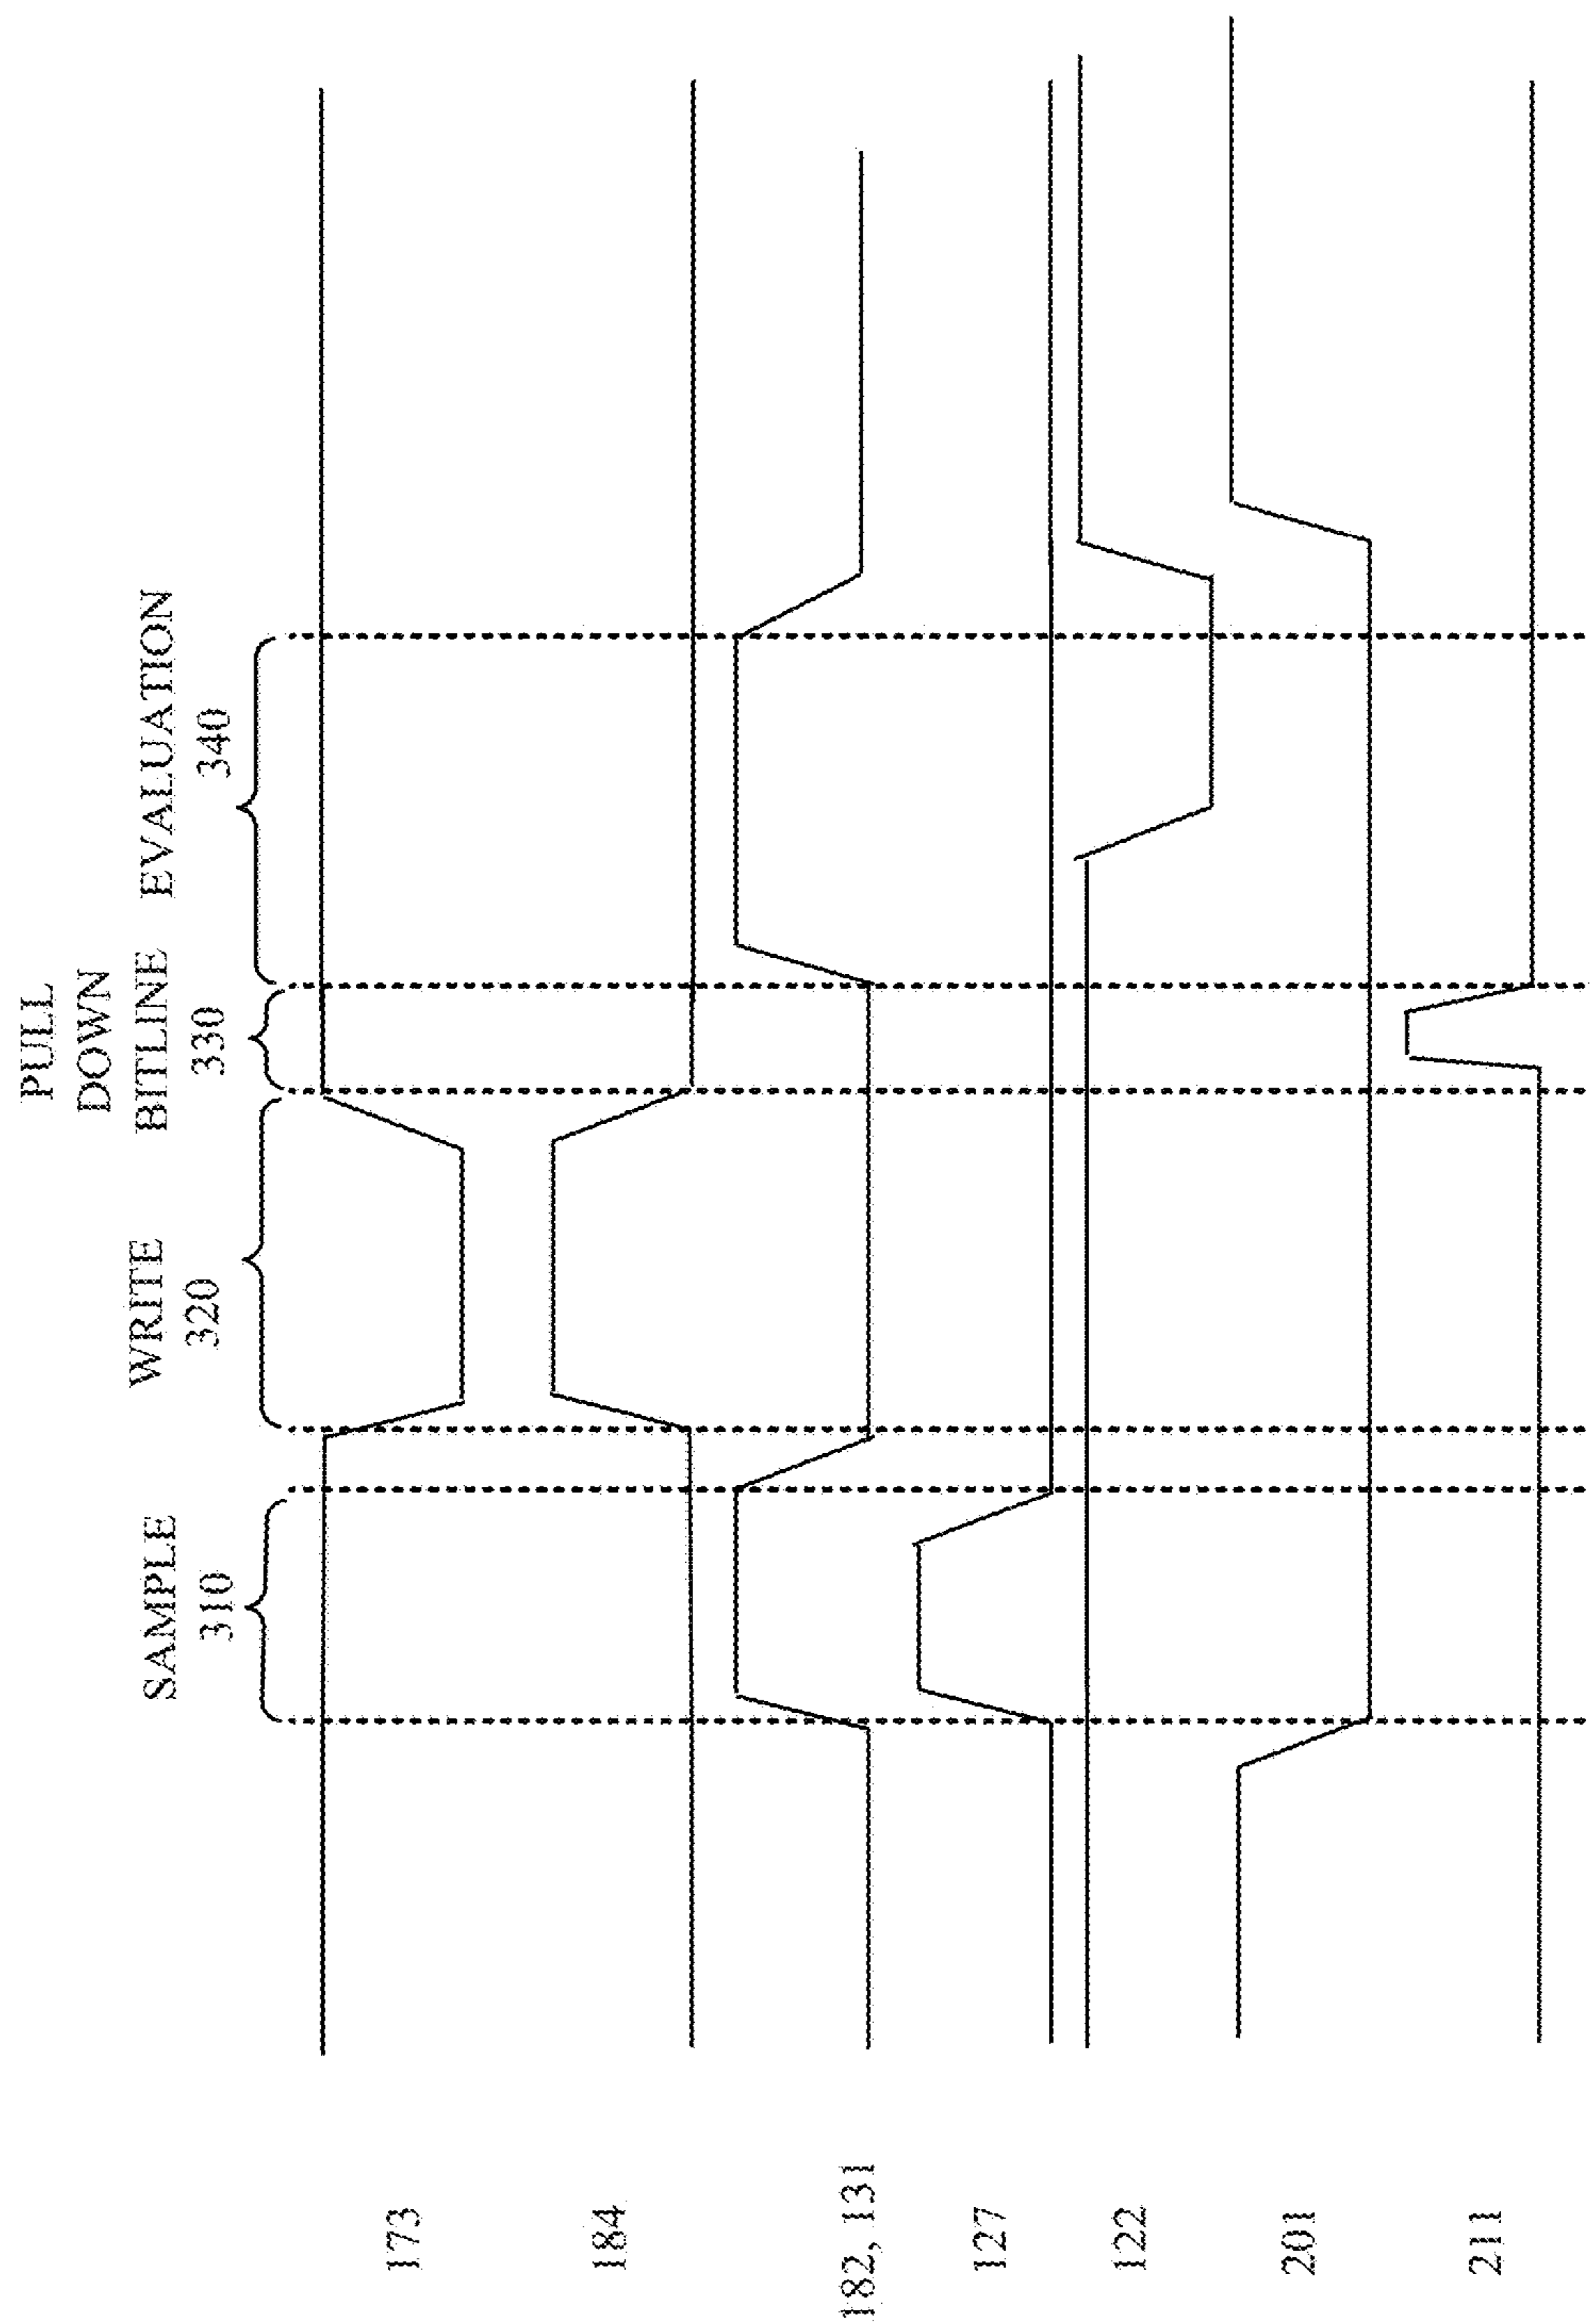 SAMPLE
310
WRITE
320
PULL
DOWN
BITLINE
330
EVALUATION
340
173
184
182, 131
127
122
201
211